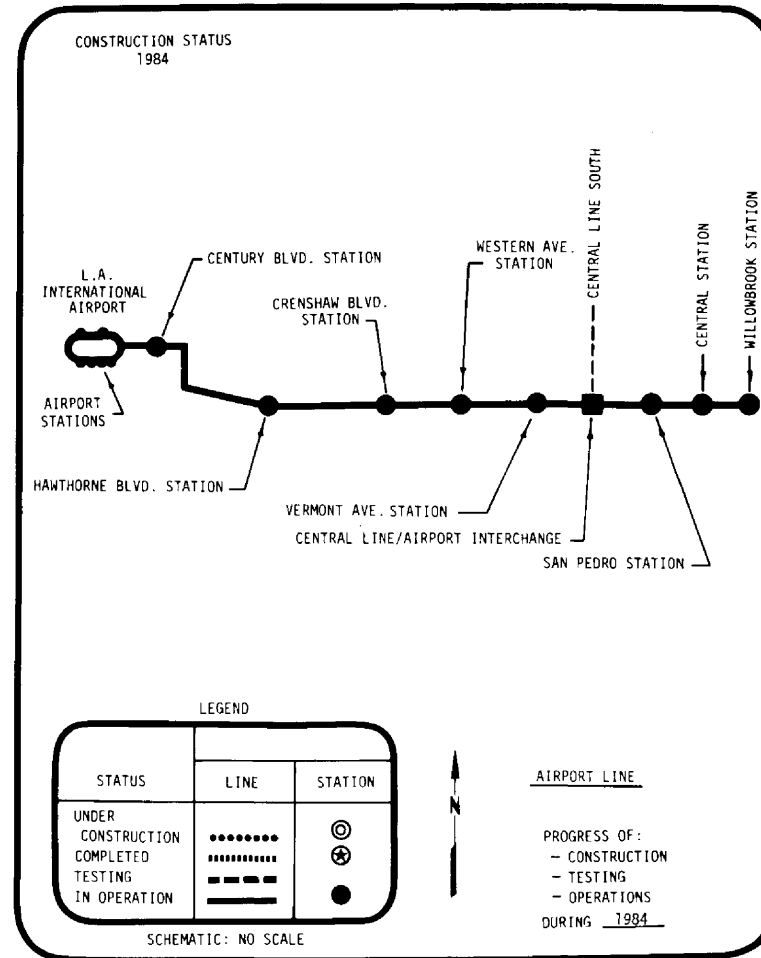 CONSTRUCTION STATUS
1984
CENTRAL LINE SOUTH
CENTRAL STATION
WILLOWBROOK STATION
WESTERN AVE.
STATION
CENTURY BLVD. STATION
L.A.
INTERNATIONAL
AIRPORT
CRENSHAW BLVD.
STATION
AIRPORT
STATIONS
HAWTHORNE BLVD. STATION
VERMONT AVE. STATION
CENTRAL LINE/AIRPORT INTERCHANGE
SAN PEDRO STATION
LEGEND
STATUS
LINE
STATION
UNDER
CONSTRUCTION
COMPLETED
TESTING
IN OPERATION
SCHEMATIC: NO SCALE
N
AIRPORT LINE
PROGRESS OF:
- CONSTRUCTION
- TESTING
- OPERATIONS
DURING 1984